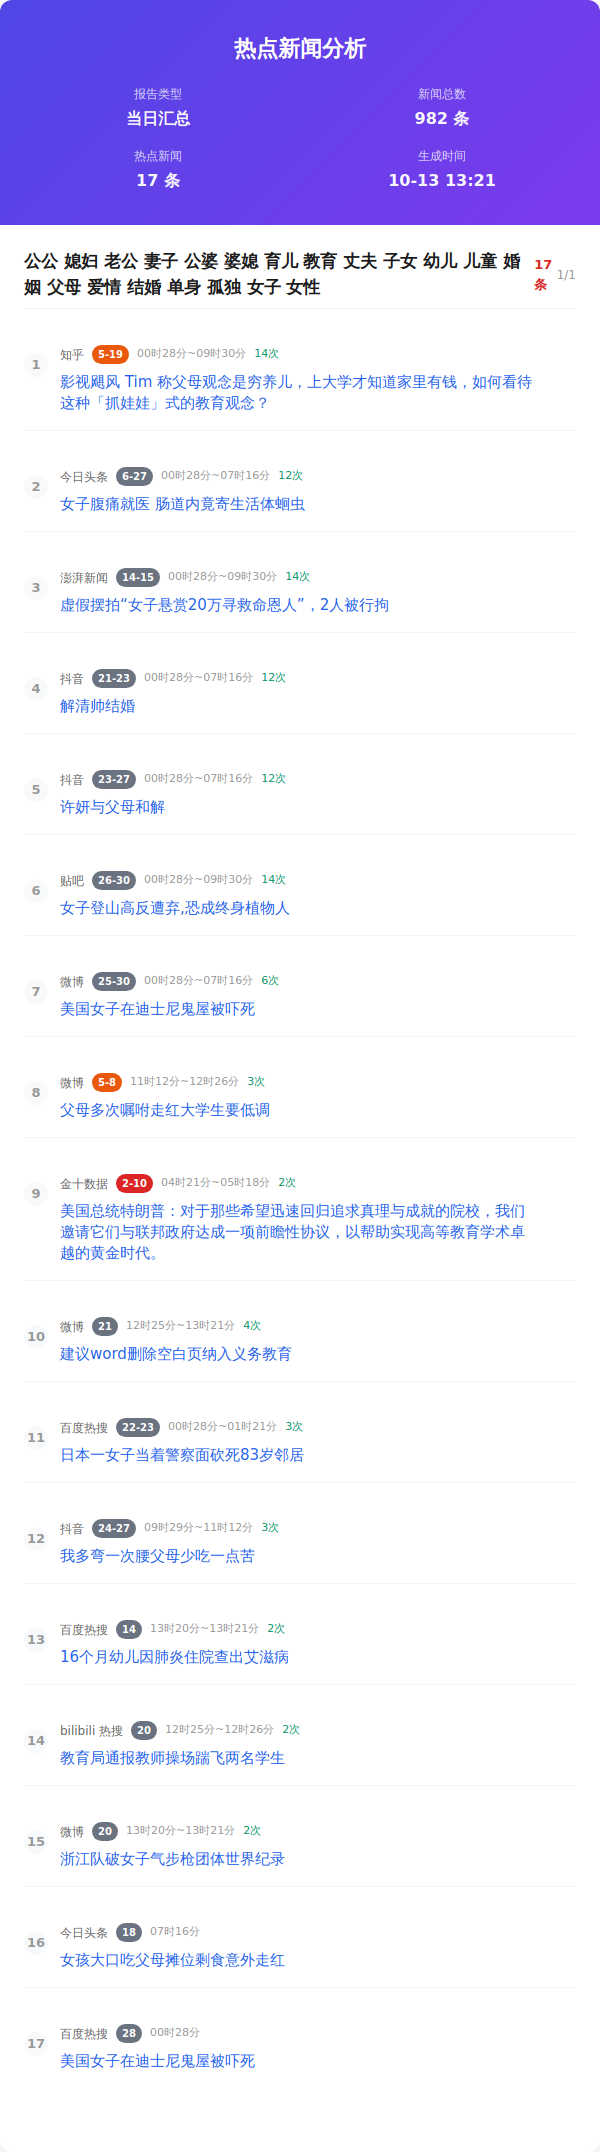 热点新闻分析
报告类型
当日汇总
新闻总数
982 条
热点新闻
17 条
生成时间
10-13 13:21
公公 媳妇 老公 妻子 公婆 婆媳 育儿 教育 丈夫 子女 幼儿 儿童 婚
姻 父母 爱情 结婚 单身 孤独 女子 女性
17
条
1/1
1
知乎 5-19 00时28分~09时30分 14次
影视飓风 Tim 称父母观念是穷养儿，上大学才知道家里有钱，如何看待
这种「抓娃娃」式的教育观念？
2
今日头条 6-27 00时28分~07时16分 12次
女子腹痛就医 肠道内竟寄生活体蛔虫
3
澎湃新闻 14-15 00时28分~09时30分 14次
虚假摆拍“女子悬赏20万寻救命恩人”，2人被行拘
4
抖音 21-23 00时28分~07时16分 12次
解清帅结婚
5
抖音 23-27 00时28分~07时16分 12次
许妍与父母和解
6
贴吧 26-30 00时28分~09时30分 14次
女子登山高反遭弃,恐成终身植物人
7
微博 25-30 00时28分~07时16分 6次
美国女子在迪士尼鬼屋被吓死
8
微博 5-8 11时12分~12时26分 3次
父母多次嘱咐走红大学生要低调
9
金十数据 2-10 04时21分~05时18分 2次
美国总统特朗普：对于那些希望迅速回归追求真理与成就的院校，我们
邀请它们与联邦政府达成一项前瞻性协议，以帮助实现高等教育学术卓
越的黄金时代。
10
微博 21 12时25分~13时21分 4次
建议word删除空白页纳入义务教育
11
百度热搜 22-23 00时28分~01时21分 3次
日本一女子当着警察面砍死83岁邻居
12
抖音 24-27 09时29分~11时12分 3次
我多弯一次腰父母少吃一点苦
13
百度热搜 14 13时20分~13时21分 2次
16个月幼儿因肺炎住院查出艾滋病
14
bilibili 热搜 20 12时25分~12时26分 2次
教育局通报教师操场踹飞两名学生
15
微博 20 13时20分~13时21分 2次
浙江队破女子气步枪团体世界纪录
16
今日头条 18 07时16分
女孩大口吃父母摊位剩食意外走红
17
百度热搜 28 00时28分
美国女子在迪士尼鬼屋被吓死